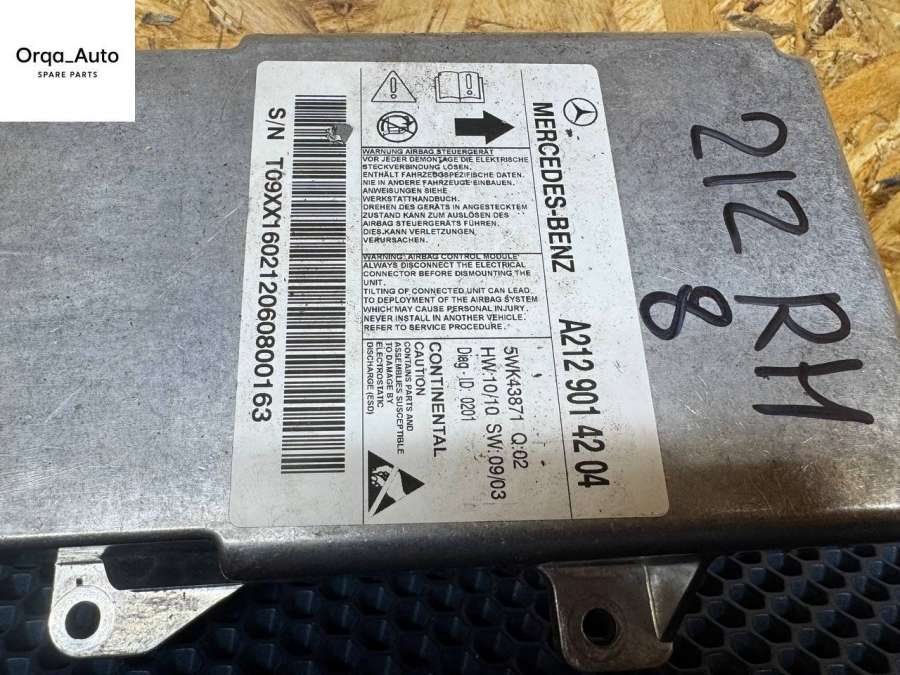 Orqa_Auto
SPARE PARTS
MERCEDES-BENZ A212 901 42 04
5WK43871 Q:02
HW:10/10 SW:09/03
Diag.-ID 0201
WARNUNG AIRBAG STEUERGERÄT
VOR JEDER DEMONTAGE DIE ELEKTRISCHE
STECKVERBINDUNG LÖSEN.
ENTHÄLT FAHRZEUGSPEZIFISCHE DATEN.
NIE IN ANDERE FAHRZEUGE EINBAUEN.
ANWEISUNGEN SIEHE
WERKSTATTHANDBUCH.
DREHEN DES GERÄTS IN ANGESTECKTEM
ZUSTAND KANN ZUM AUSLÖSEN DES
AIRBAG STEUERGERÄTS FÜHREN.
DIES KANN VERLETZUNGEN
VERURSACHEN.
WARNING: AIRBAG CONTROL MODULE
ALWAYS DISCONNECT THE ELECTRICAL
CONNECTOR BEFORE DISMOUNTING THE
UNIT.
TILTING OF CONNECTED UNIT CAN LEAD
TO DEPLOYMENT OF THE AIRBAG SYSTEM
WHICH MAY CAUSE PERSONAL INJURY.
NEVER INSTALL IN ANOTHER VEHICLE.
REFER TO SERVICE PROCEDURE.
CONTINENTAL
CAUTION
CONTAINS PARTS AND
ASSEMBLIES SUSCEPTIBLE
TO DAMAGE BY
ELECTROSTATIC
DISCHARGE (ESD)
S/N T09XX160212060800163
212 RH
8